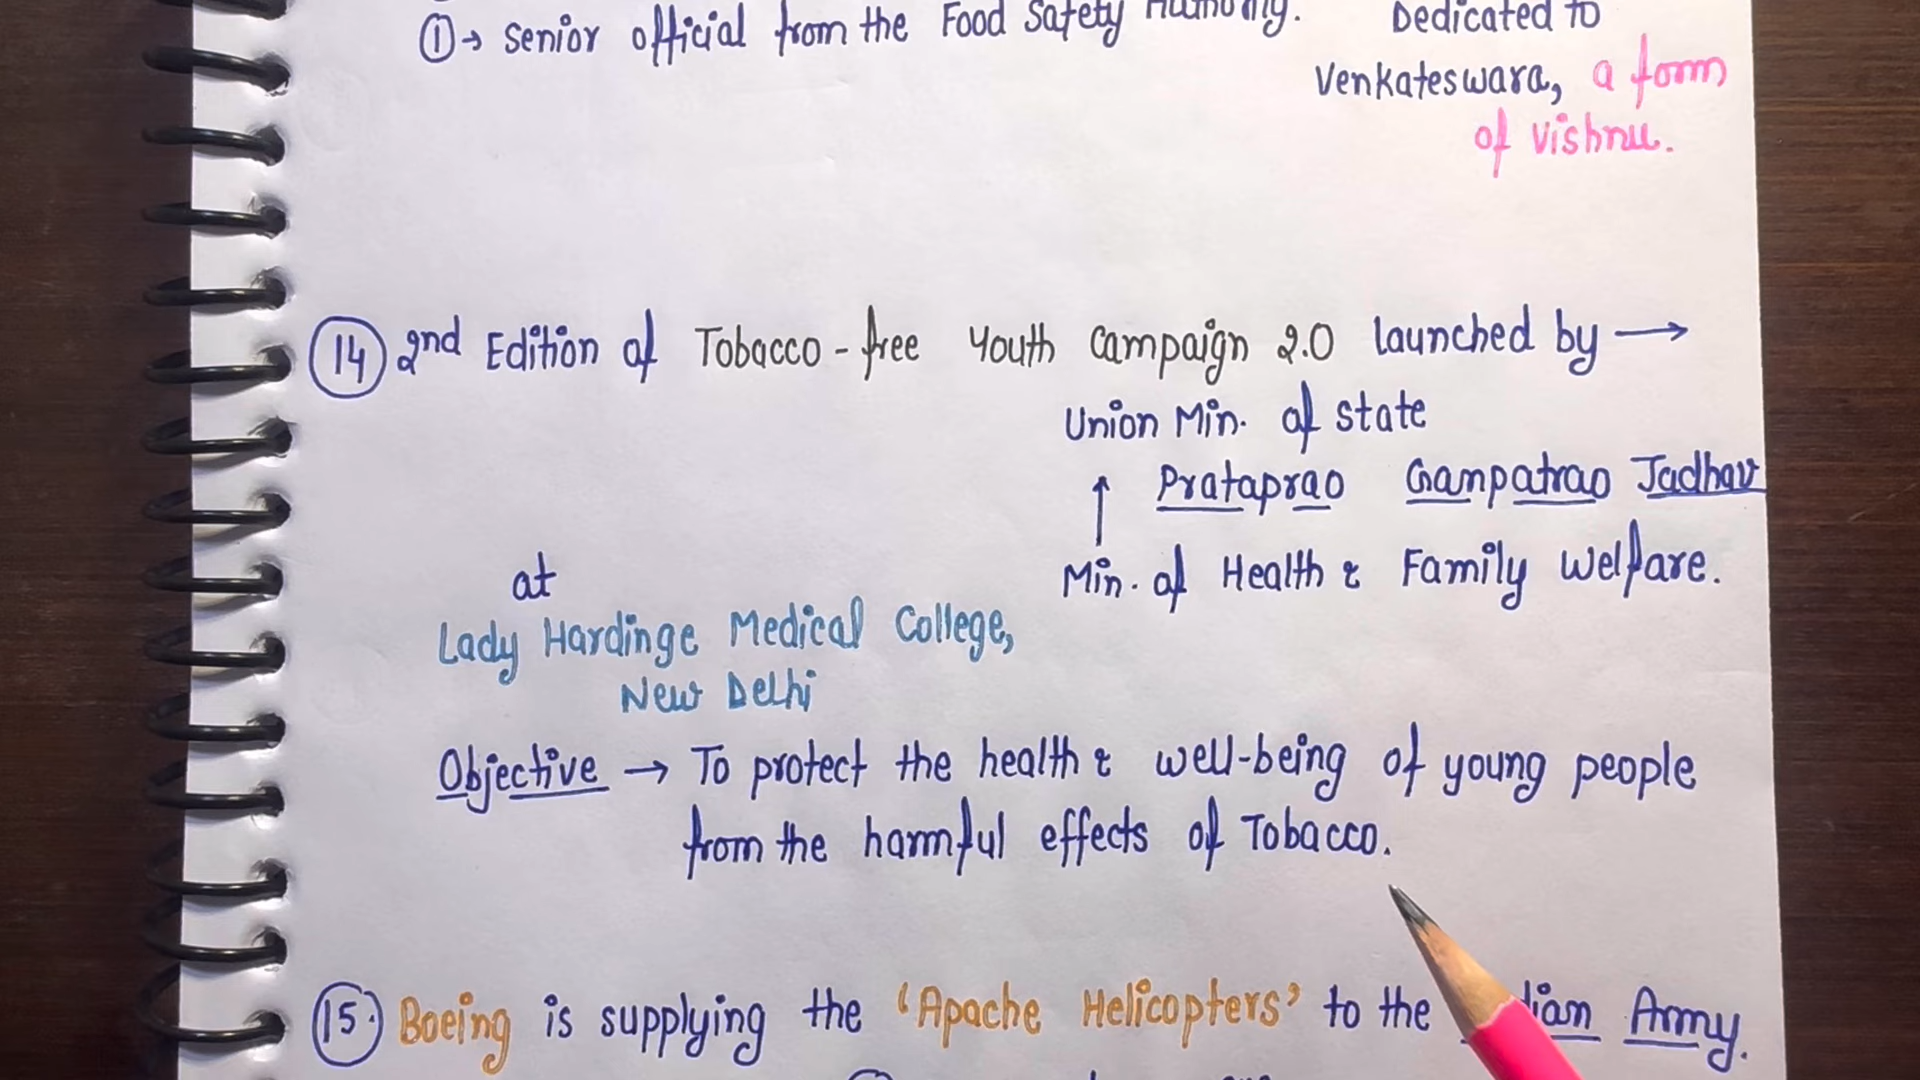 ① → Senior official from the Food Safety Authority.
Dedicated to
Venkateswara, a form
of Vishnu.
⑭ 2nd Edition of Tobacco-free Youth Campaign 2.0 launched by →
Union Min. of state
↑ Prataprao Ganpatrao Jadhav
Min. of Health & Family Welfare.
at
Lady Hardinge Medical College,
New Delhi
Objective → To protect the health & well-being of young people
from the harmful effects of Tobacco.
⑮ Boeing is supplying the 'Apache Helicopters' to the Indian Army.